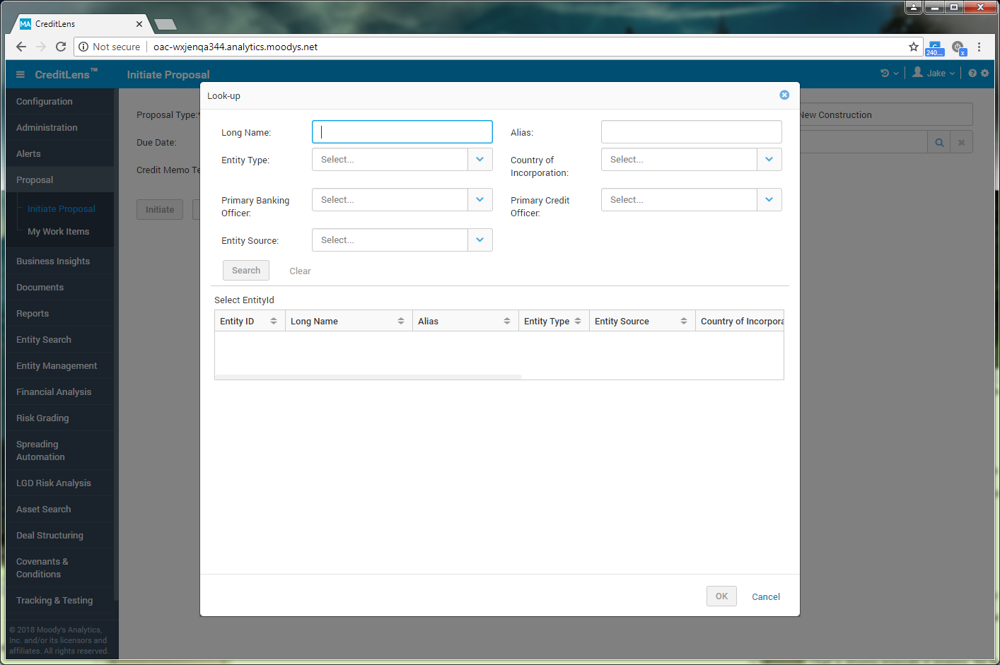 CreditLens
Not secure
oac-wxjenqa344.analytics.moodys.net
240...
x
CreditLens™
Initiate Proposal
Jake
Configuration
Administration
Alerts
Proposal
Initiate Proposal
My Work Items
Business Insights
Documents
Reports
Entity Search
Entity Management
Financial Analysis
Risk Grading
Spreading
Automation
LGD Risk Analysis
Asset Search
Deal Structuring
Covenants &
Conditions
Tracking & Testing
© 2018 Moody's Analytics,
Inc. and/or its licensors and
affiliates. All rights reserved.
Proposal Type:*
Due Date:
Credit Memo Te
Initiate
New Construction
Look-up
Long Name:
Alias:
Entity Type:
Select...
Country of
Incorporation:
Select...
Primary Banking
Officer:
Select...
Primary Credit
Officer:
Select...
Entity Source:
Select...
Search
Clear
Select EntityId
Entity ID
Long Name
Alias
Entity Type
Entity Source
Country of Incorpora
OK
Cancel